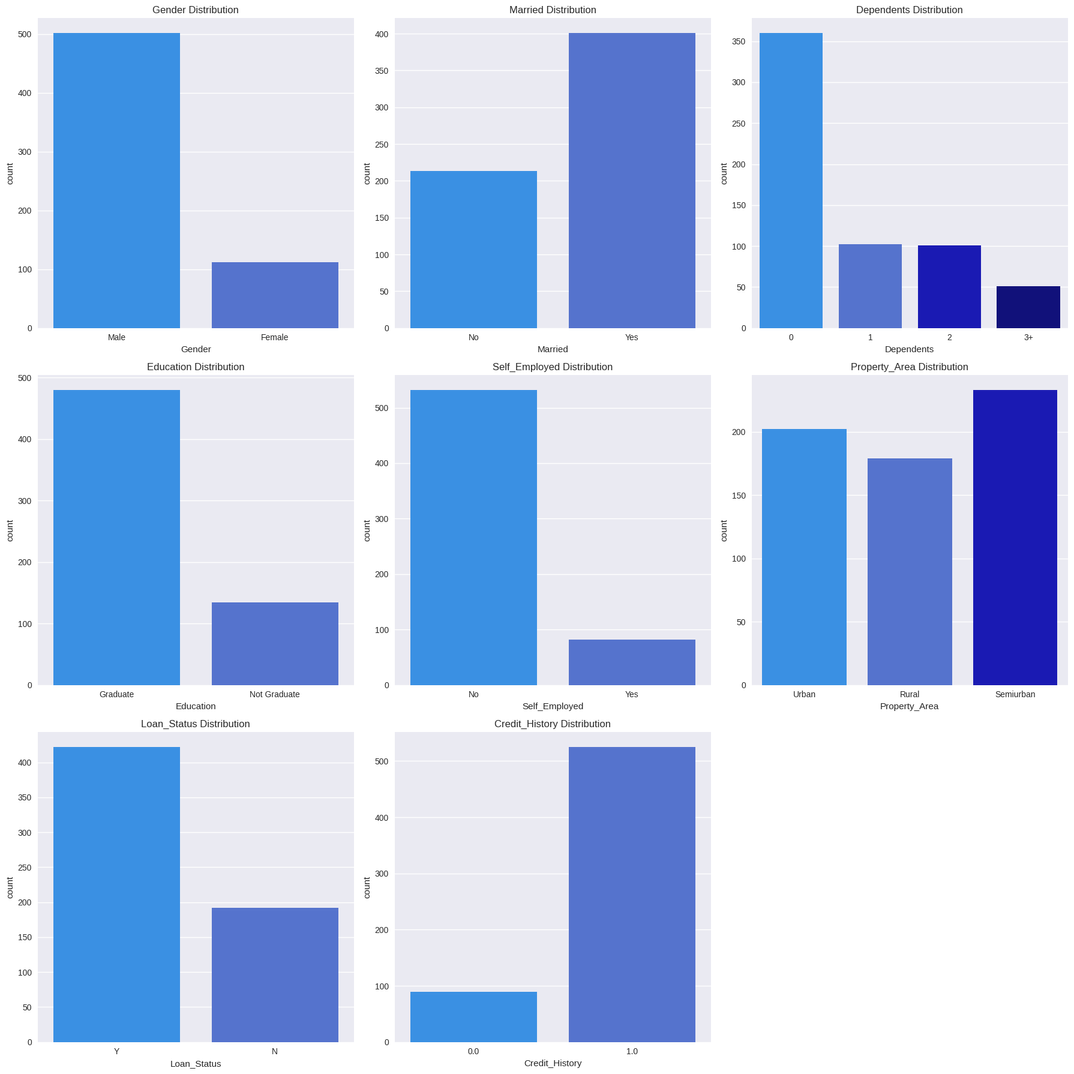 Gender Distribution
500
400
300
200
100
0
count
Male
Female
Gender
Married Distribution
400
350
300
250
200
150
100
50
0
count
No
Yes
Married
Dependents Distribution
350
300
250
200
150
100
50
0
count
0
1
2
3+
Dependents
Education Distribution
500
400
300
200
100
0
count
Graduate
Not Graduate
Education
Self_Employed Distribution
500
400
300
200
100
0
count
No
Yes
Self_Employed
Property_Area Distribution
200
150
100
50
0
count
Urban
Rural
Semiurban
Property_Area
Loan_Status Distribution
400
350
300
250
200
150
100
50
0
count
Y
N
Loan_Status
Credit_History Distribution
500
400
300
200
100
0
count
0.0
1.0
Credit_History